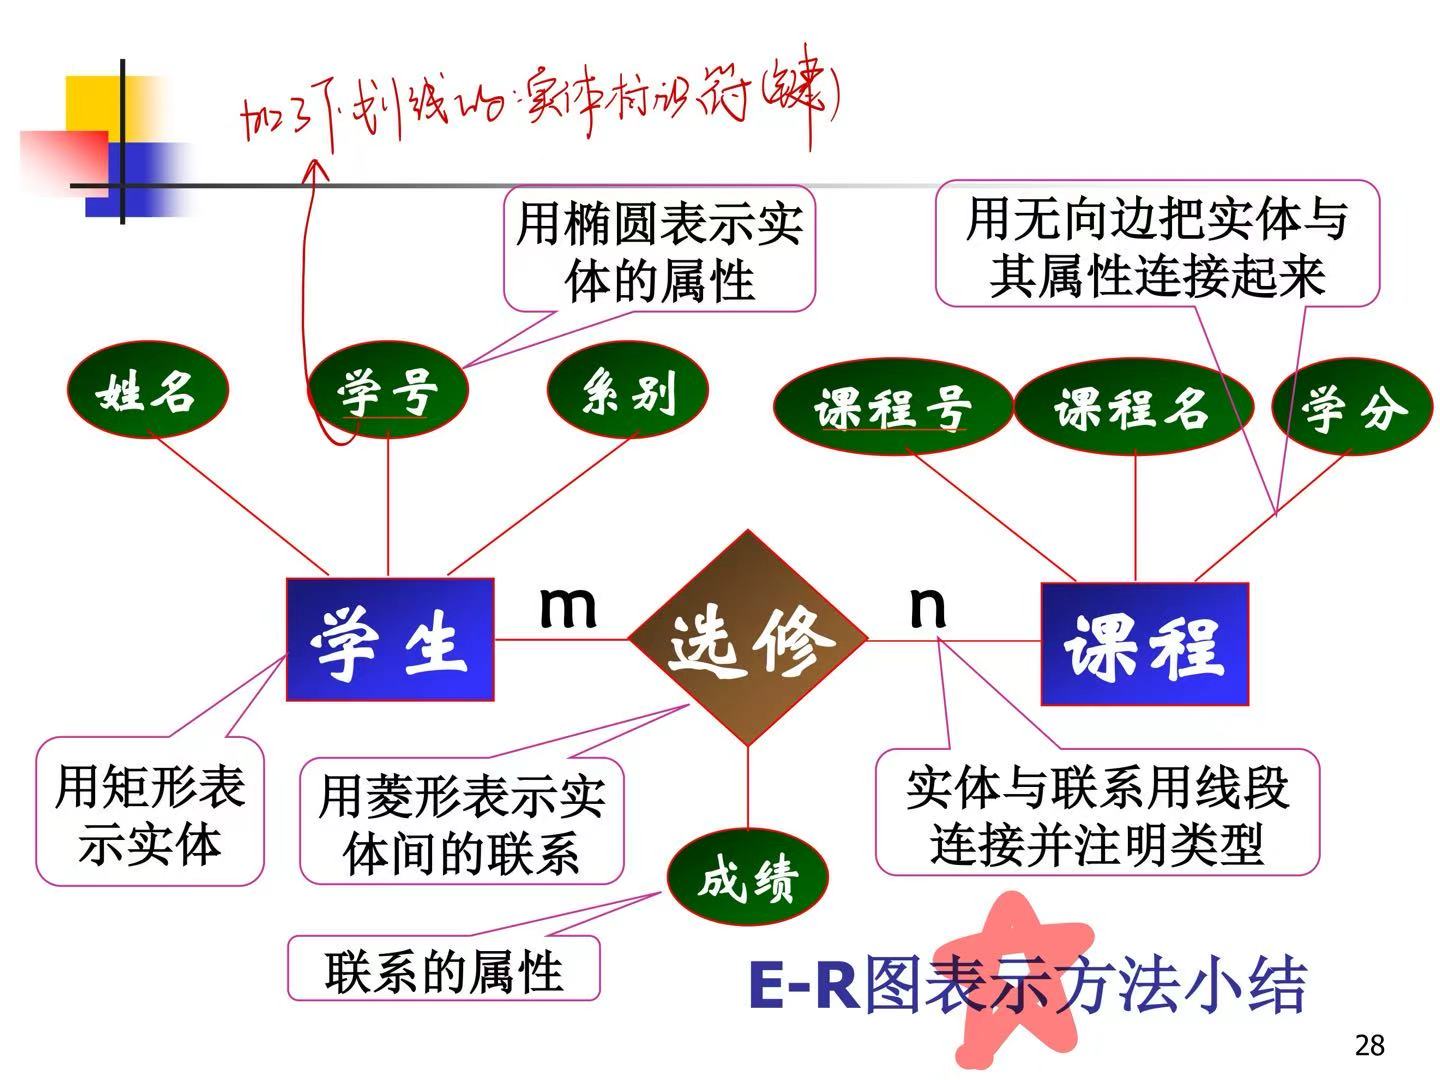 加了下划线的:实体标识符(键)
用椭圆表示实
体的属性
用无向边把实体与
其属性连接起来
姓名
学号
系别
课程号
课程名
学分
学生
m
选修
n
课程
用矩形表
示实体
用菱形表示实
体间的联系
实体与联系用线段
连接并注明类型
成绩
联系的属性
E-R图表示方法小结
28